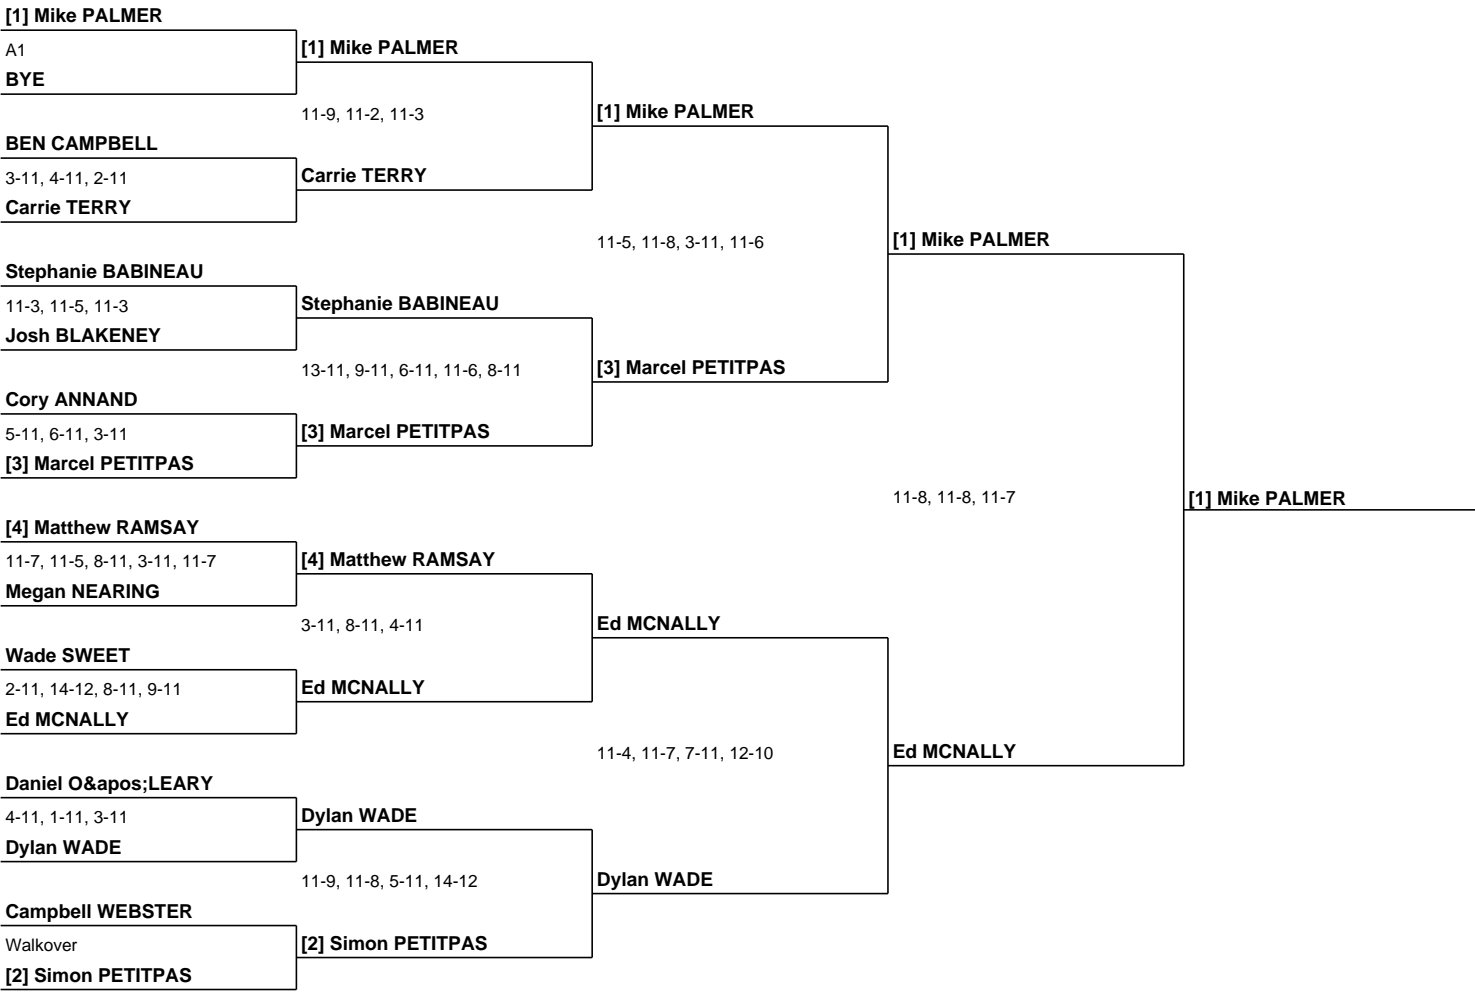 [1] Mike PALMER
A1
BYE
BEN CAMPBELL
3-11, 4-11, 2-11
Carrie TERRY
Stephanie BABINEAU
11-3, 11-5, 11-3
Josh BLAKENEY
Cory ANNAND
5-11, 6-11, 3-11
[3] Marcel PETITPAS
[4] Matthew RAMSAY
11-7, 11-5, 8-11, 3-11, 11-7
Megan NEARING
Wade SWEET
2-11, 14-12, 8-11, 9-11
Ed MCNALLY
Daniel O&apos;LEARY
4-11, 1-11, 3-11
Dylan WADE
Campbell WEBSTER
Walkover
[2] Simon PETITPAS
[1] Mike PALMER
11-9, 11-2, 11-3
Carrie TERRY
Stephanie BABINEAU
13-11, 9-11, 6-11, 11-6, 8-11
[3] Marcel PETITPAS
[4] Matthew RAMSAY
3-11, 8-11, 4-11
Ed MCNALLY
Dylan WADE
11-9, 11-8, 5-11, 14-12
[2] Simon PETITPAS
[1] Mike PALMER
11-5, 11-8, 3-11, 11-6
[3] Marcel PETITPAS
Ed MCNALLY
11-4, 11-7, 7-11, 12-10
Dylan WADE
[1] Mike PALMER
11-8, 11-8, 11-7
Ed MCNALLY
[1] Mike PALMER